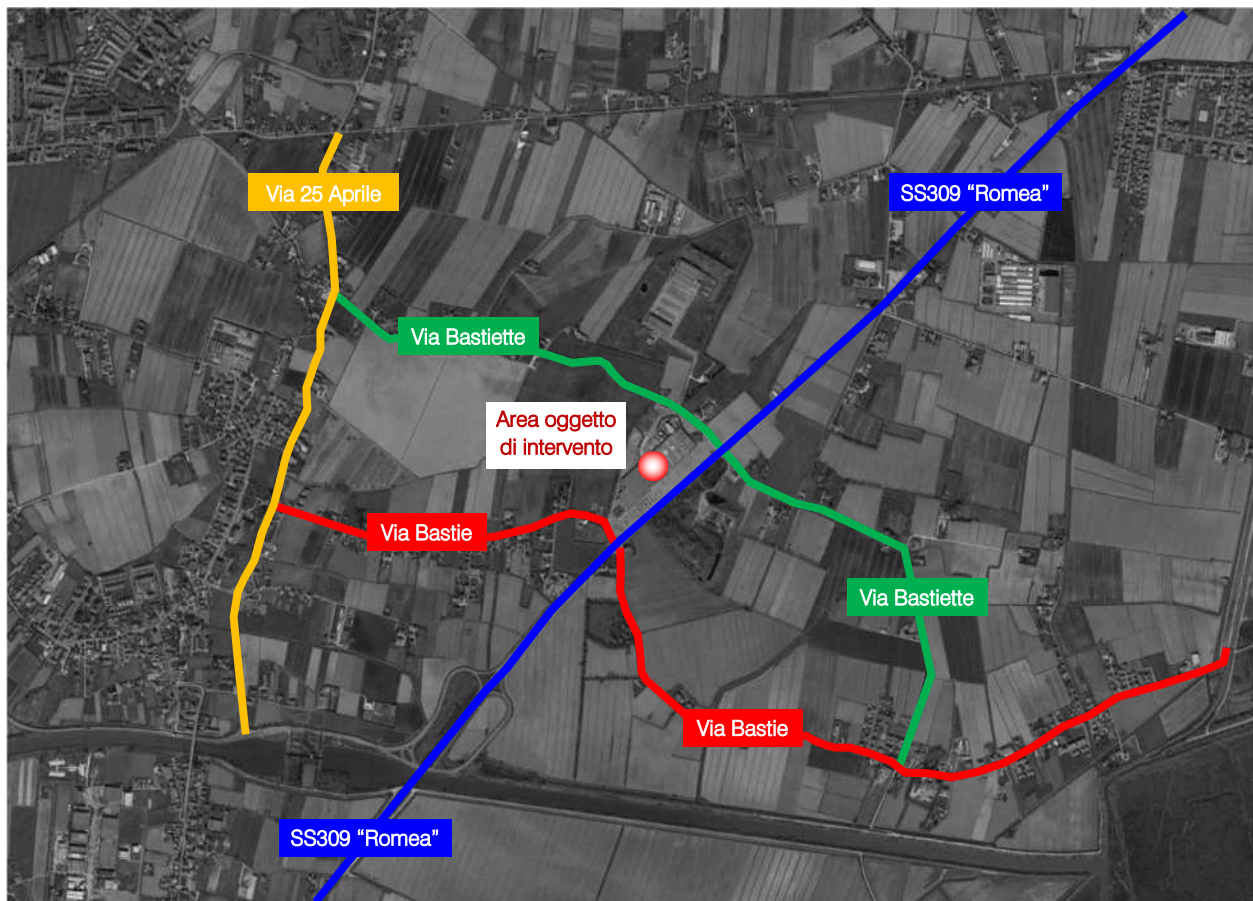 Via 25 Aprile
SS309 “Romea”
Via Bastiette
Area oggetto
di intervento
Via Bastie
Via Bastiette
Via Bastie
SS309 “Romea”